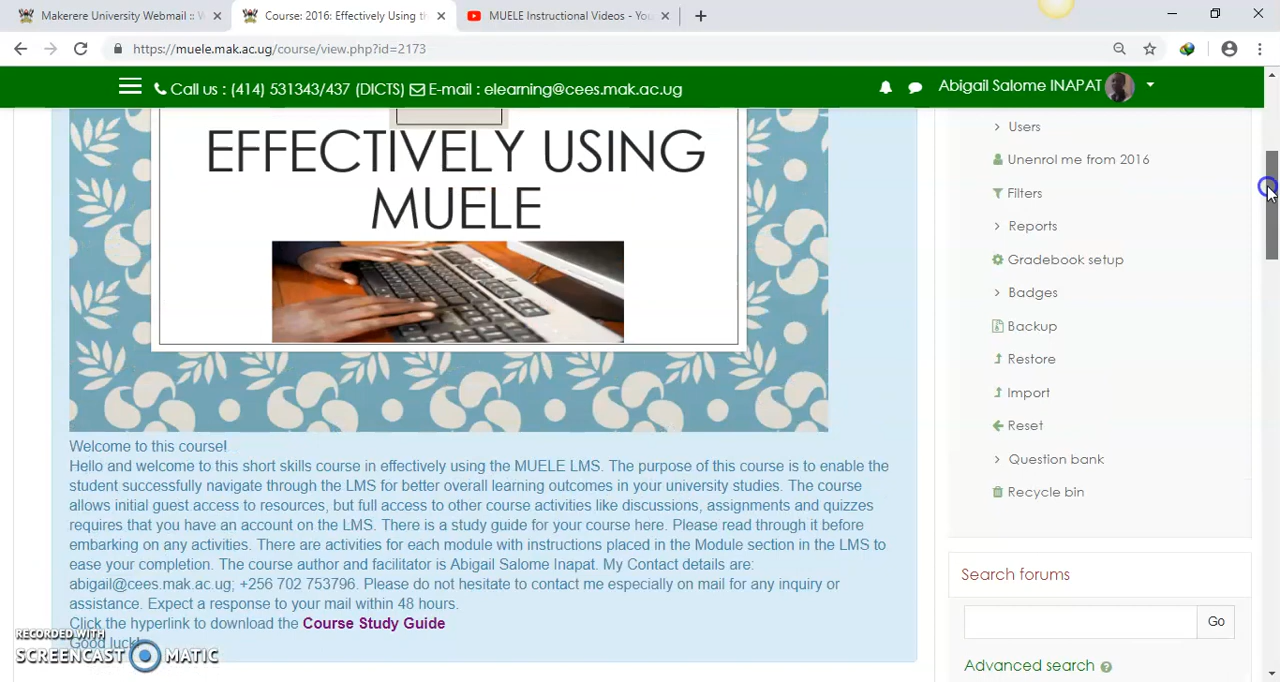 Makerere University Webmail :: W
Course: 2016: Effectively Using th
MUELE Instructional Videos - You
https://muele.mak.ac.ug/course/view.php?id=2173
Call us : (414) 531343/437 (DICTS) E-mail : elearning@cees.mak.ac.ug
Abigail Salome INAPAT
EFFECTIVELY USING
MUELE
Welcome to this course!
Hello and welcome to this short skills course in effectively using the MUELE LMS. The purpose of this course is to enable the
student successfully navigate through the LMS for better overall learning outcomes in your university studies. The course
allows initial guest access to resources, but full access to other course activities like discussions, assignments and quizzes
requires that you have an account on the LMS. There is a study guide for your course here. Please read through it before
embarking on any activities. There are activities for each module with instructions placed in the Module section in the LMS to
ease your completion. The course author and facilitator is Abigail Salome Inapat. My Contact details are:
abigail@cees.mak.ac.ug; +256 702 753796. Please do not hesitate to contact me especially on mail for any inquiry or
assistance. Expect a response to your mail within 48 hours.
Click the hyperlink to download the Course Study Guide
Good luck!
Users
Unenrol me from 2016
Filters
Reports
Gradebook setup
Badges
Backup
Restore
Import
Reset
Question bank
Recycle bin
Search forums
Go
Advanced search
RECORDED WITH
SCREENCAST MATIC